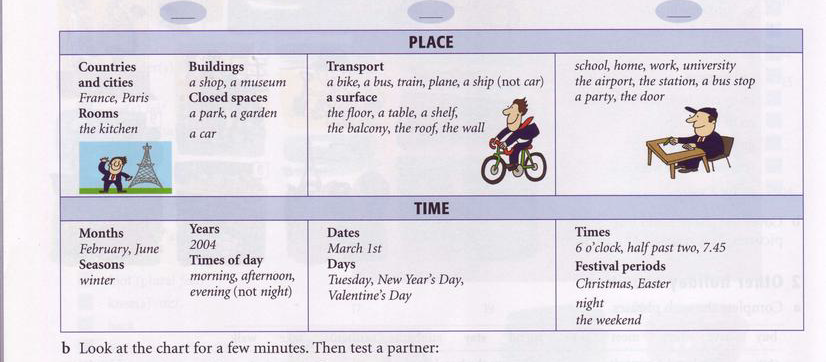 PLACE
Countries
and cities
France, Paris
Rooms
the kitchen
Buildings
a shop, a museum
Closed spaces
a park, a garden
a car
Transport
a bike, a bus, train, plane, a ship (not car)
a surface
the floor, a table, a shelf,
the balcony, the roof, the wall
school, home, work, university
the airport, the station, a bus stop
a party, the door
TIME
Months
February, June
Seasons
winter
Years
2004
Times of day
morning, afternoon,
evening (not night)
Dates
March 1st
Days
Tuesday, New Year's Day,
Valentine's Day
Times
6 o'clock, half past two, 7.45
Festival periods
Christmas, Easter
night
the weekend
b Look at the chart for a few minutes. Then test a partner: